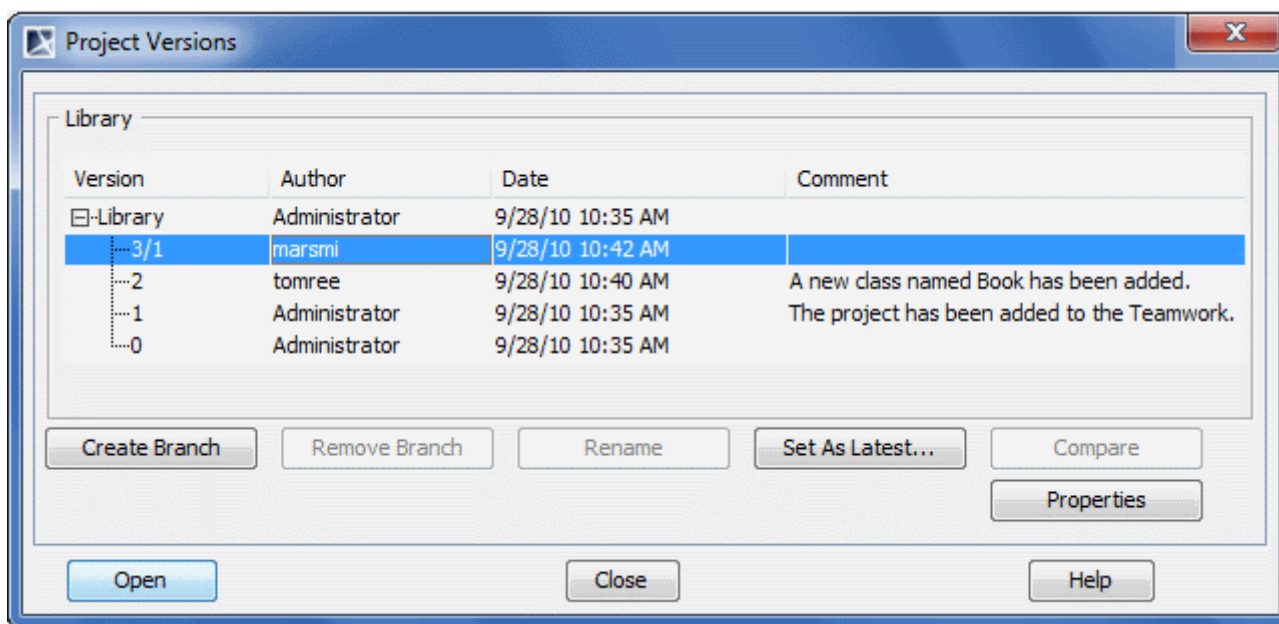 Project Versions
Library
Version Author Date Comment
Library Administrator 9/28/10 10:35 AM
3/1 marsmi 9/28/10 10:42 AM
2 tomree 9/28/10 10:40 AM A new class named Book has been added.
1 Administrator 9/28/10 10:35 AM The project has been added to the Teamwork.
0 Administrator 9/28/10 10:35 AM
Create Branch Remove Branch Rename Set As Latest... Compare
Properties
Open Close Help